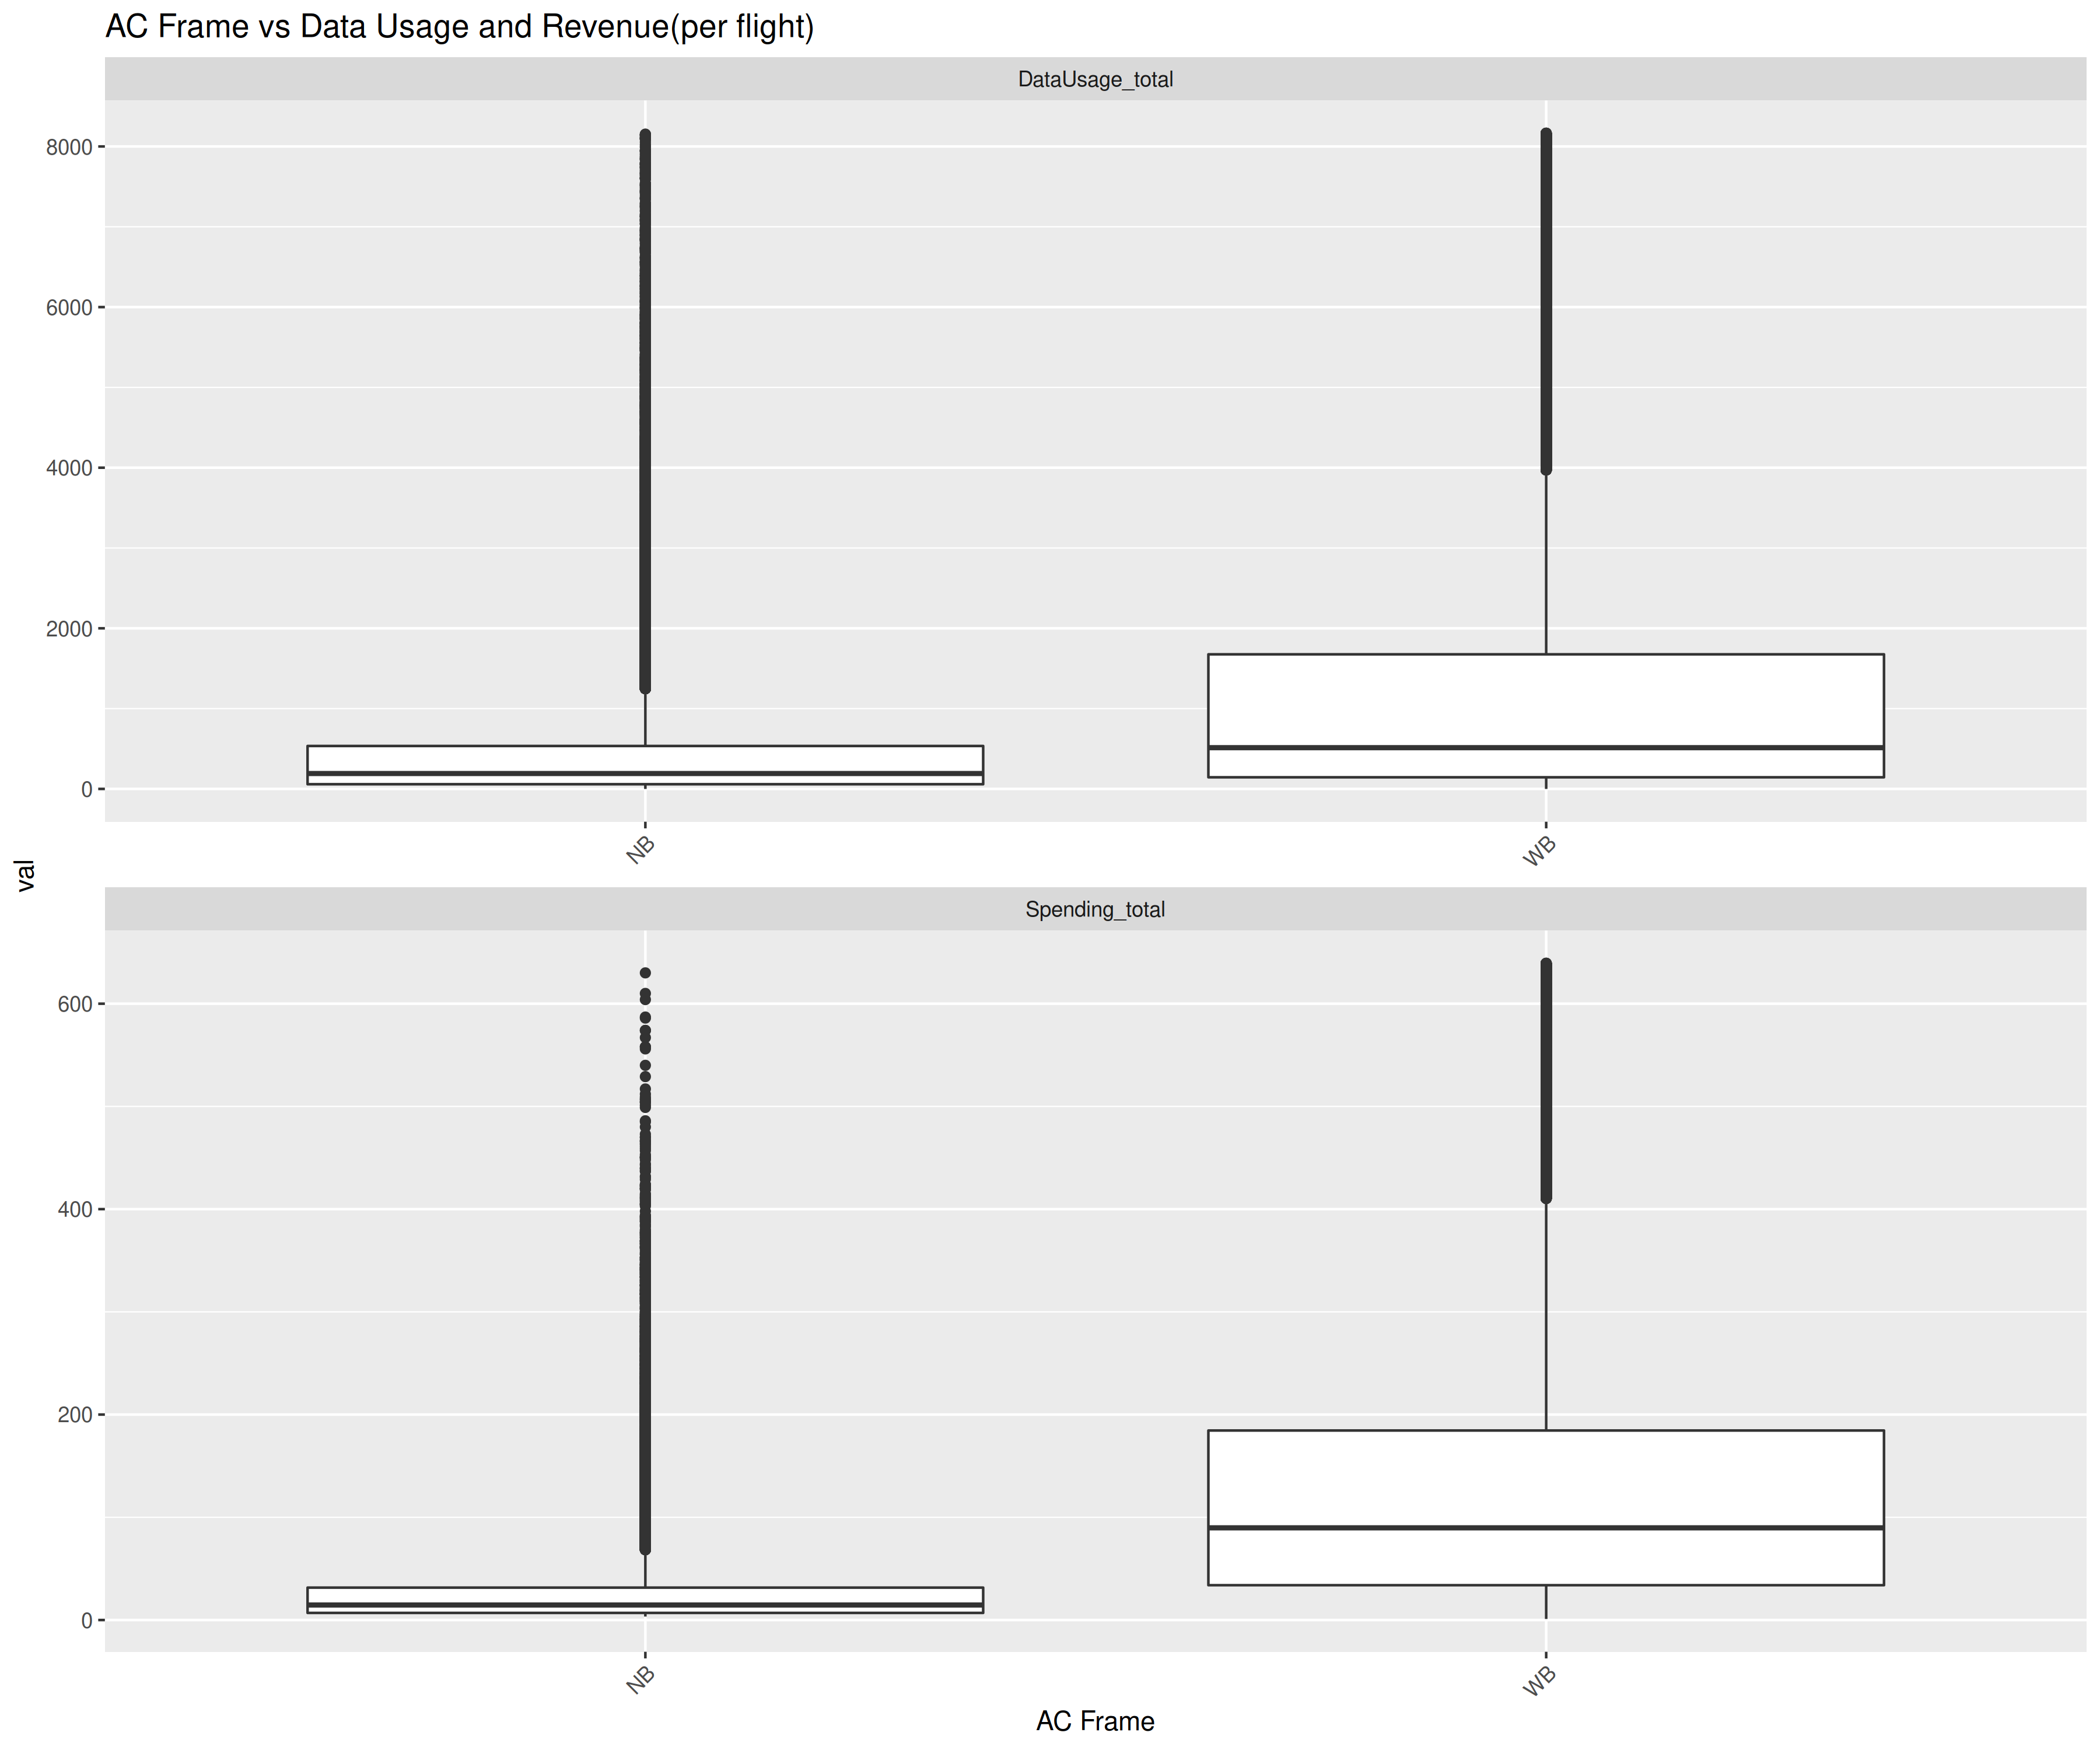 AC Frame vs Data Usage and Revenue(per flight)
DataUsage_total
8000
6000
4000
2000
0
NB
WB
val
Spending_total
600
400
200
0
NB
WB
AC Frame